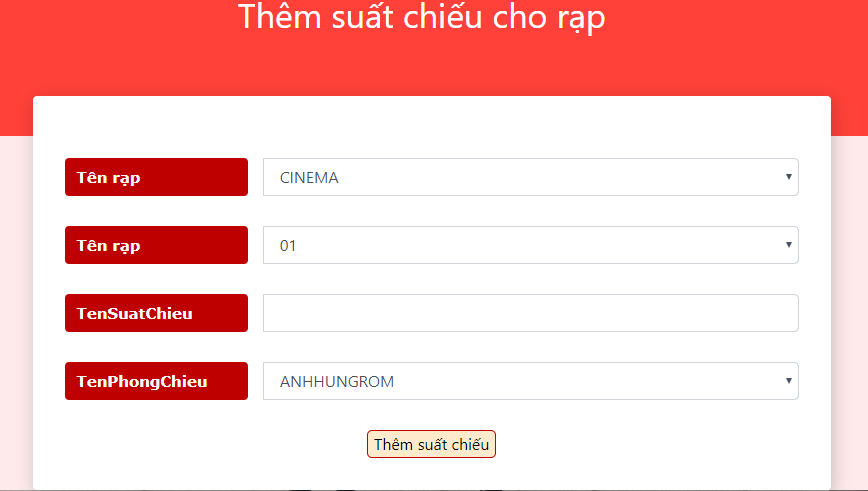 Thêm suất chiếu cho rạp
Tên rạp
CINEMA
Tên rạp
01
TenSuatChieu
TenPhongChieu
ANHHUNGROM
Thêm suất chiếu